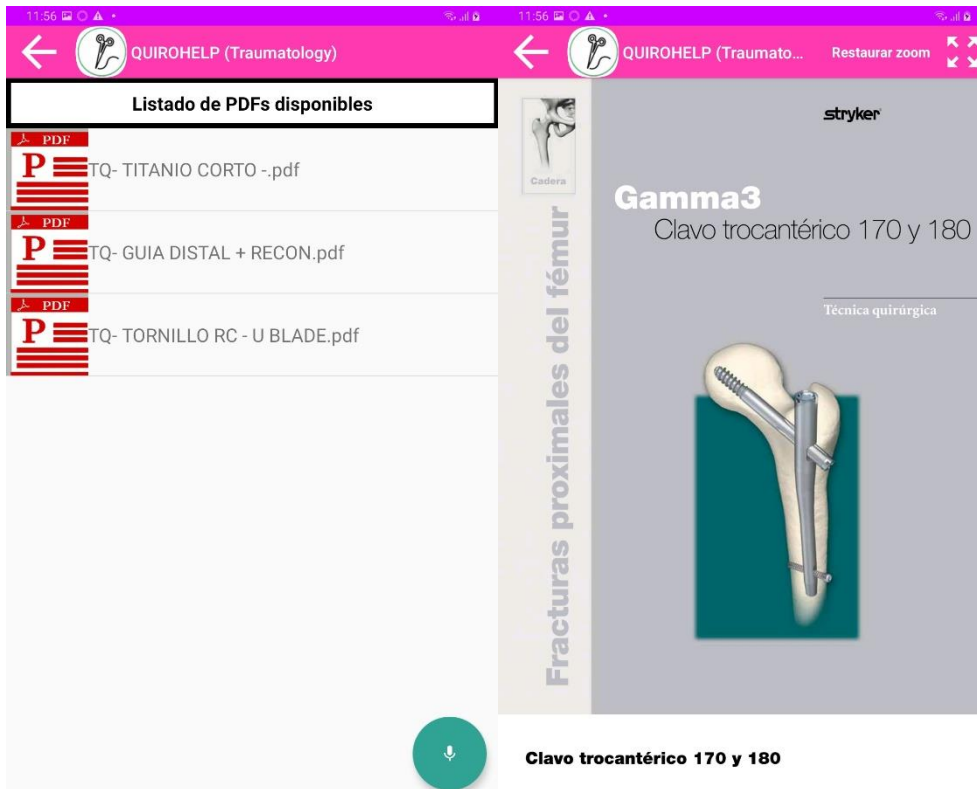 11:56
QUIROHELP (Traumatology)
Listado de PDFs disponibles
PDF
P
TQ- TITANIO CORTO -.pdf
PDF
P
TQ- GUIA DISTAL + RECON.pdf
PDF
P
TQ- TORNILLO RC - U BLADE.pdf
11:56
QUIROHELP (Traumato...
Restaurar zoom
Cadera
Fracturas proximales del fémur
stryker
Gamma3
Clavo trocantérico 170 y 180
Técnica quirúrgica
Clavo trocantérico 170 y 180